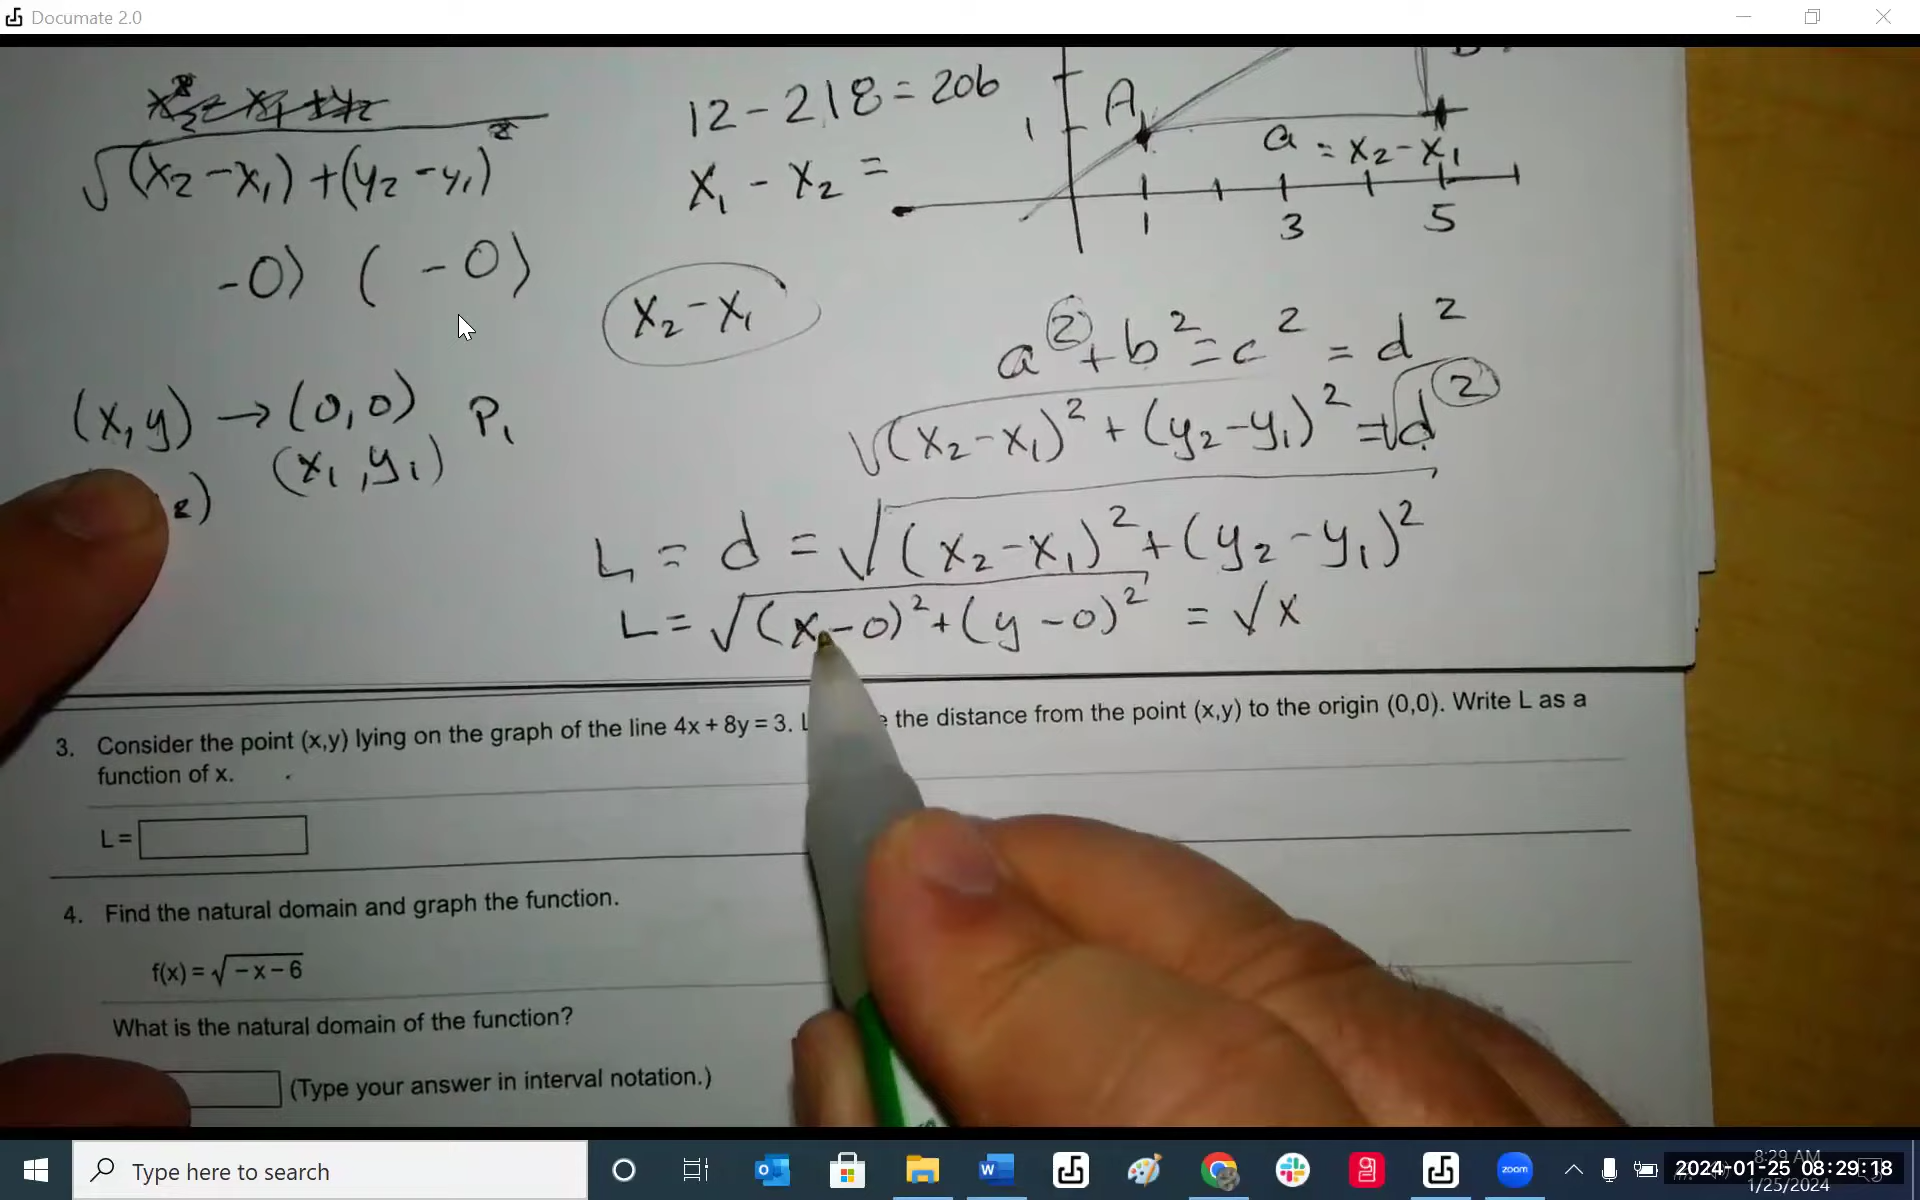 Documate 2.0
√(x₂-x₁)+(y₂-y₁)²
-0) ( -0)
(x,y) → (0,0) P₁
(x₁,y₁)
2)
12-218=206
x₁-x₂=
x₂-x₁
A
1
a = x₂-x₁
1 3 5
a²+b²=c²=d²
√(x₂-x₁)²+(y₂-y₁)²=√d²
L = d = √(x₂-x₁)²+(y₂-y₁)²
L=√(x-0)²+(y-0)² = √x
3. Consider the point (x,y) lying on the graph of the line 4x + 8y = 3. L the distance from the point (x,y) to the origin (0,0). Write L as a
function of x.
L=
4. Find the natural domain and graph the function.
f(x) = √-x-6
What is the natural domain of the function?
(Type your answer in interval notation.)
Type here to search
zoom
8:29 AM
2024-01-25 08:29:18
1/25/2024